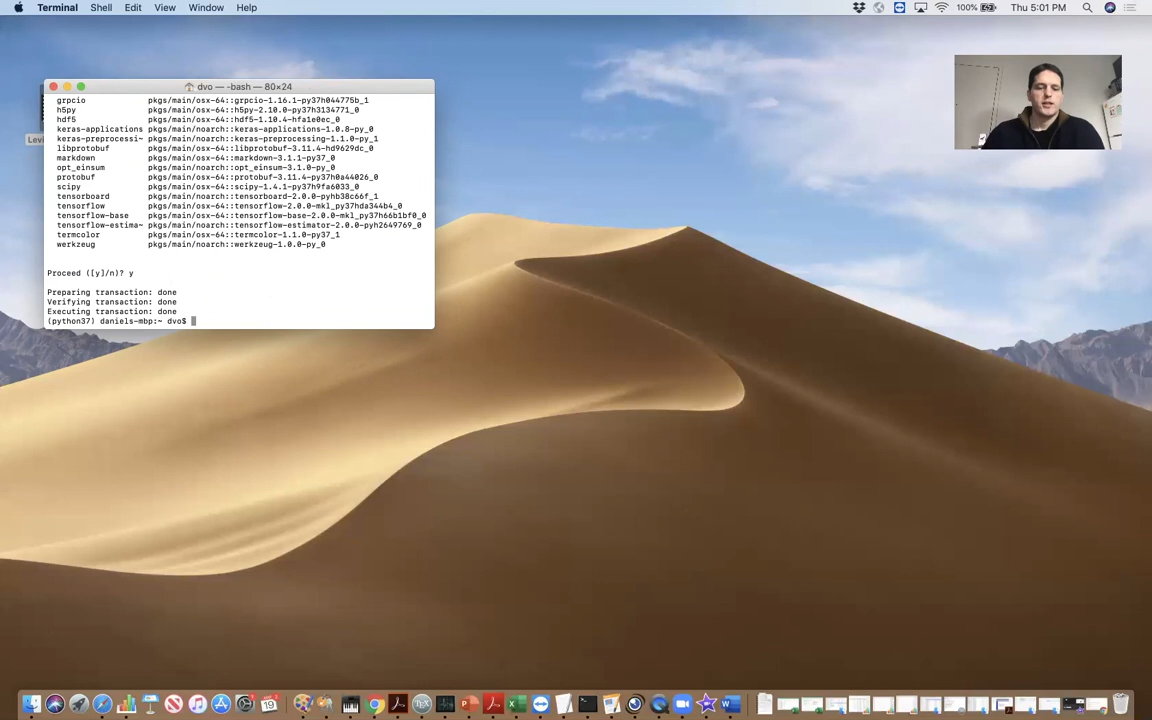 Terminal Shell Edit View Window Help
100% Thu 5:01 PM
dvo — -bash — 80×24
grpcio pkgs/main/osx-64::grpcio-1.16.1-py37h044775b_1
h5py pkgs/main/osx-64::h5py-2.10.0-py37h3134771_0
hdf5 pkgs/main/osx-64::hdf5-1.10.4-hfa1e0ec_0
keras-applications pkgs/main/noarch::keras-applications-1.0.8-py_0
keras-preprocessi~ pkgs/main/noarch::keras-preprocessing-1.1.0-py_1
libprotobuf pkgs/main/osx-64::libprotobuf-3.11.4-hd9629dc_0
markdown pkgs/main/osx-64::markdown-3.1.1-py37_0
opt_einsum pkgs/main/noarch::opt_einsum-3.1.0-py_0
protobuf pkgs/main/osx-64::protobuf-3.11.4-py37h0a44026_0
scipy pkgs/main/osx-64::scipy-1.4.1-py37h9fa6033_0
tensorboard pkgs/main/noarch::tensorboard-2.0.0-pyhb38c66f_1
tensorflow pkgs/main/osx-64::tensorflow-2.0.0-mkl_py37hda344b4_0
tensorflow-base pkgs/main/osx-64::tensorflow-base-2.0.0-mkl_py37h66b1bf0_0
tensorflow-estima~ pkgs/main/noarch::tensorflow-estimator-2.0.0-pyh2649769_0
termcolor pkgs/main/osx-64::termcolor-1.1.0-py37_1
werkzeug pkgs/main/noarch::werkzeug-1.0.0-py_0
Proceed ([y]/n)? y
Preparing transaction: done
Verifying transaction: done
Executing transaction: done
(python37) daniels-mbp:~ dvo$
Levi
19